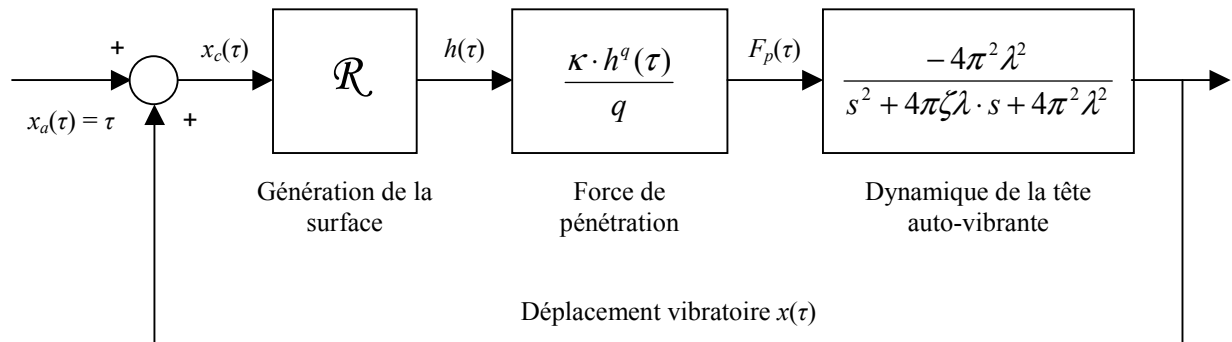 +
x_c(τ)
h(τ)
F_p(τ)
ℛ
κ·h^q(τ)
q
-4π²λ²
s² + 4πζλ·s + 4π²λ²
x_a(τ) = τ
+
Génération de la
surface
Force de
pénétration
Dynamique de la tête
auto-vibrante
Déplacement vibratoire x(τ)